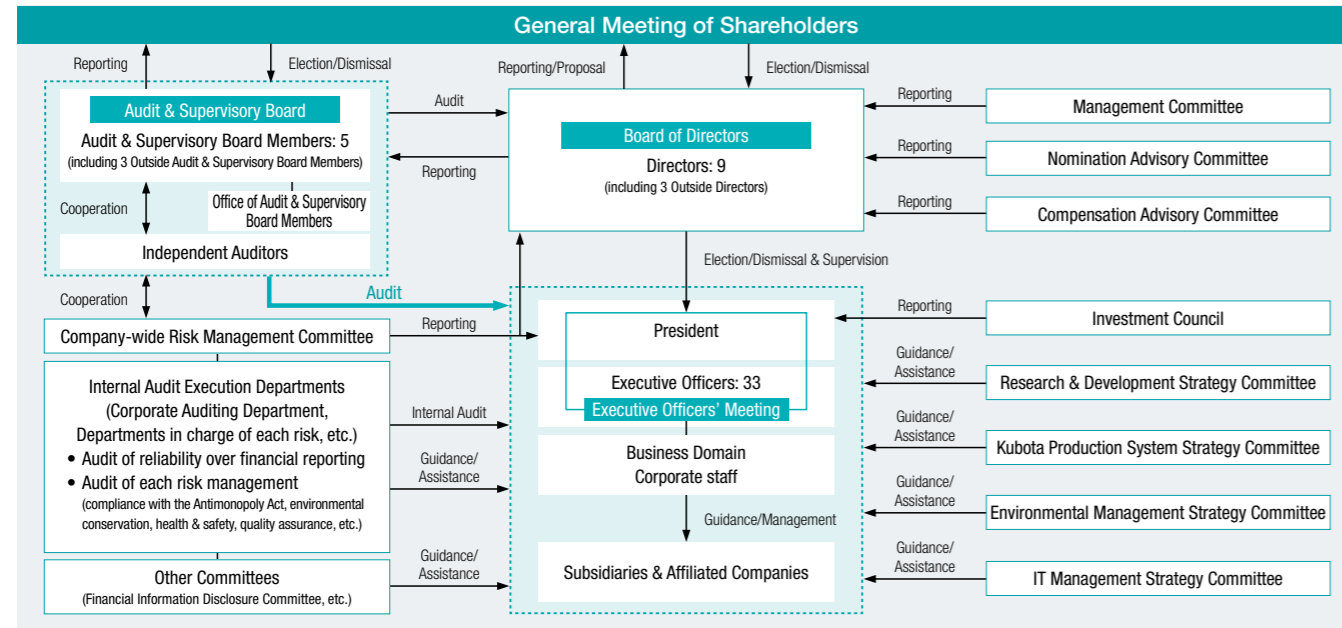 General Meeting of Shareholders
Reporting
Election/Dismissal
Reporting/Proposal
Election/Dismissal
Audit & Supervisory Board
Audit & Supervisory Board Members: 5
(including 3 Outside Audit & Supervisory Board Members)
Cooperation
Office of Audit & Supervisory
Board Members
Independent Auditors
Audit
Reporting
Board of Directors
Directors: 9
(including 3 Outside Directors)
Reporting
Management Committee
Reporting
Nomination Advisory Committee
Reporting
Compensation Advisory Committee
Election/Dismissal & Supervision
Cooperation
Audit
Company-wide Risk Management Committee
Reporting
President
Reporting
Investment Council
Internal Audit Execution Departments
(Corporate Auditing Department,
Departments in charge of each risk, etc.)
• Audit of reliability over financial reporting
• Audit of each risk management
(compliance with the Antimonopoly Act, environmental
conservation, health & safety, quality assurance, etc.)
Internal Audit
Guidance/
Assistance
Executive Officers: 33
Executive Officers' Meeting
Business Domain
Corporate staff
Guidance/Management
Subsidiaries & Affiliated Companies
Guidance/
Assistance
Research & Development Strategy Committee
Guidance/
Assistance
Kubota Production System Strategy Committee
Guidance/
Assistance
Environmental Management Strategy Committee
Guidance/
Assistance
IT Management Strategy Committee
Other Committees
(Financial Information Disclosure Committee, etc.)
Guidance/
Assistance